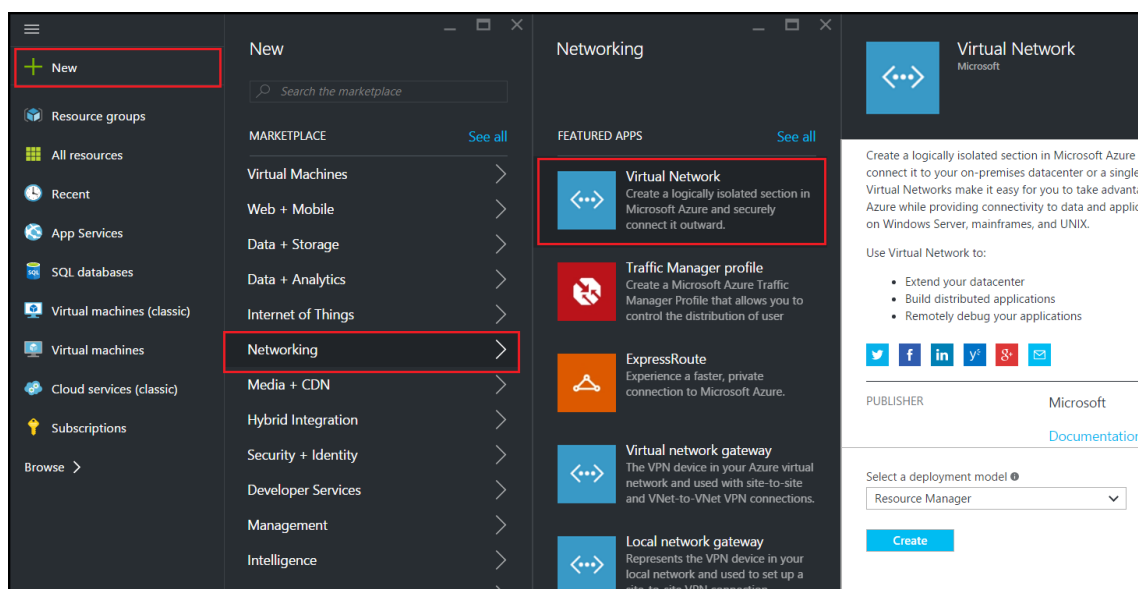 New
Resource groups
All resources
Recent
App Services
SQL databases
Virtual machines (classic)
Virtual machines
Cloud services (classic)
Subscriptions
Browse
New
Search the marketplace
MARKETPLACE See all
Virtual Machines
Web + Mobile
Data + Storage
Data + Analytics
Internet of Things
Networking
Media + CDN
Hybrid Integration
Security + Identity
Developer Services
Management
Intelligence
Networking
FEATURED APPS See all
Virtual Network
Create a logically isolated section in
Microsoft Azure and securely
connect it outward.
Traffic Manager profile
Create a Microsoft Azure Traffic
Manager Profile that allows you to
control the distribution of user
ExpressRoute
Experience a faster, private
connection to Microsoft Azure.
Virtual network gateway
The VPN device in your Azure virtual
network and used with site-to-site
and VNet-to-VNet VPN connections.
Local network gateway
Represents the VPN device in your
local network and used to set up a
site-to-site VPN connection.
Virtual Network
Microsoft
Create a logically isolated section in Microsoft Azure
connect it to your on-premises datacenter or a single
Virtual Networks make it easy for you to take advanta
Azure while providing connectivity to data and applic
on Windows Server, mainframes, and UNIX.
Use Virtual Network to:
• Extend your datacenter
• Build distributed applications
• Remotely debug your applications
PUBLISHER Microsoft
Documentation
Select a deployment model
Resource Manager
Create